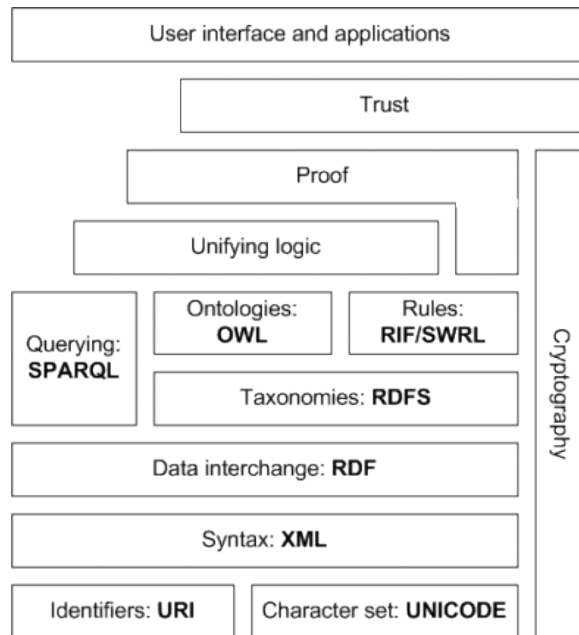 User interface and applications
Trust
Proof
Unifying logic
Ontologies:
OWL
Rules:
RIF/SWRL
Querying:
SPARQL
Taxonomies: RDFS
Cryptography
Data interchange: RDF
Syntax: XML
Identifiers: URI
Character set: UNICODE